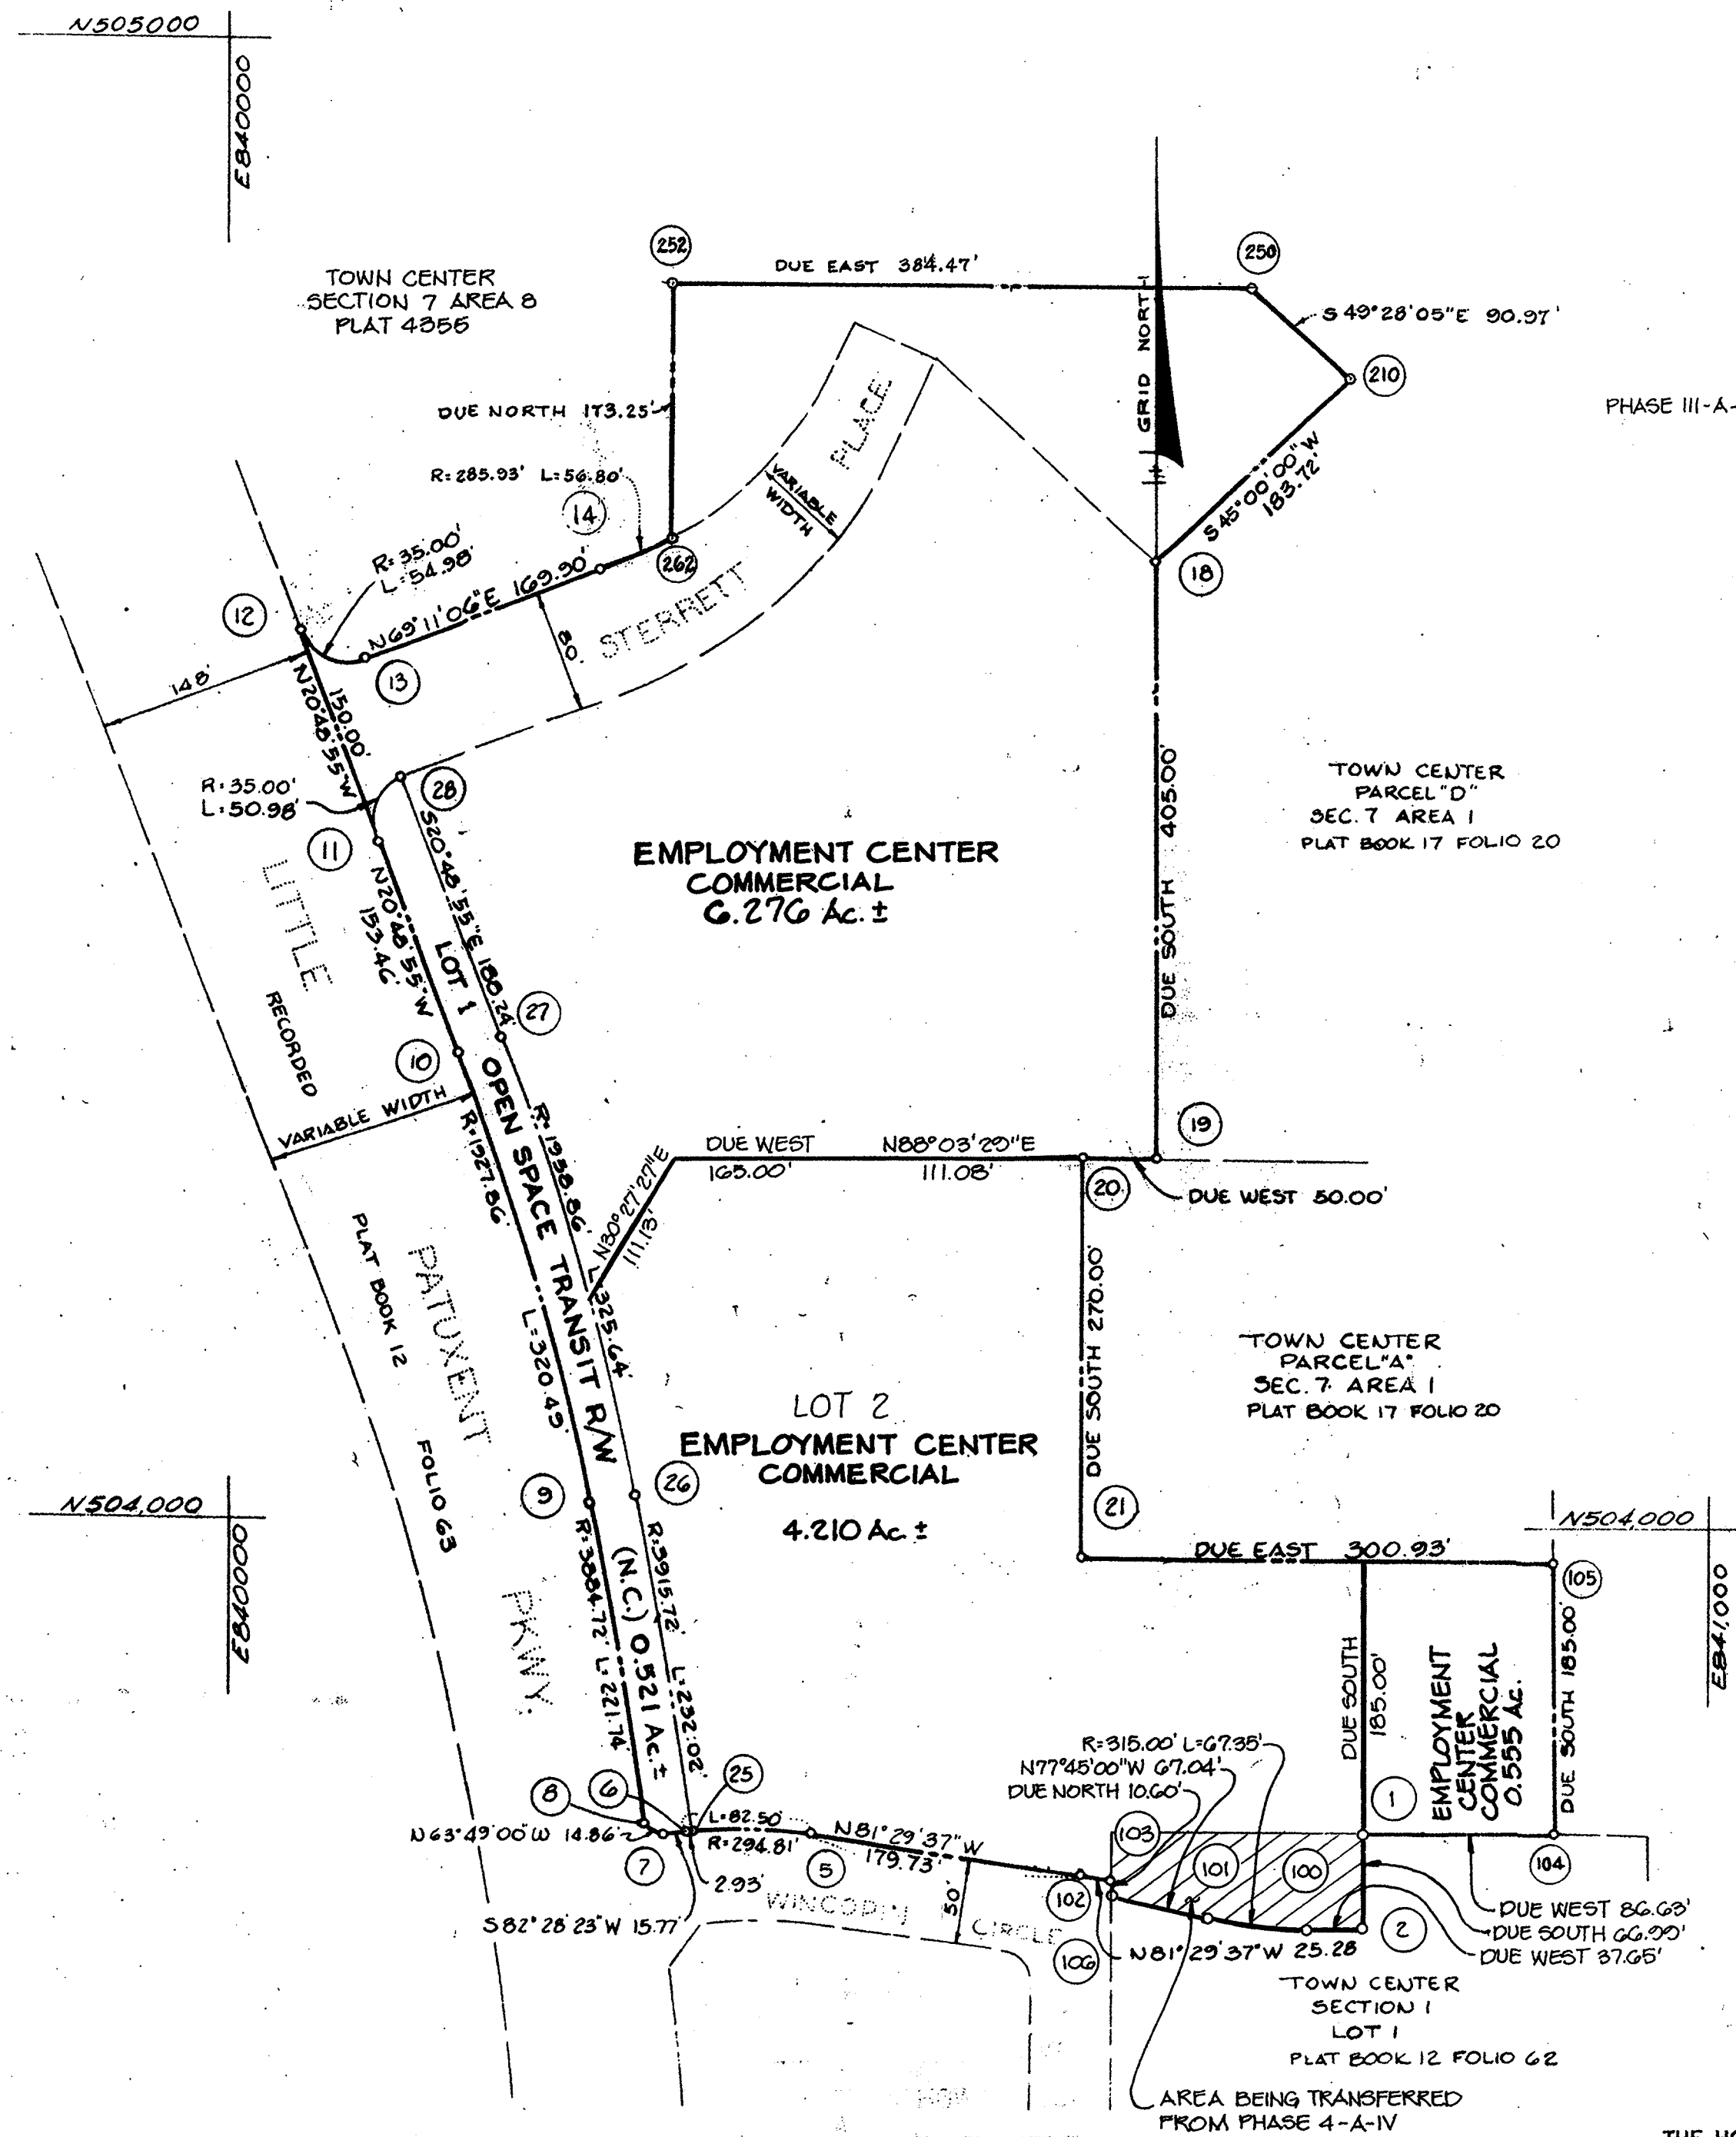 N505000
E840000
TOWN CENTER
SECTION 7 AREA 8
PLAT 4356
252
DUE EAST 384.47'
250
S 49°28'05"E 90.97'
210
PHASE III-A-
GRID NORTH
DUE NORTH 173.25'
R=285.93' L=56.80'
14
262
PLACE
VARIABLE
WIDTH
S 45°00'00"W
183.72'
18
R=35.00'
L=54.98'
12
N69°11'06"E 169.90'
STERRETT
80'
13
148'
150.00'
N20°48'55"W
R=35.00'
L=50.98'
28
11
S20°48'55"E 188.24'
EMPLOYMENT CENTER
COMMERCIAL
6.276 Ac. ±
DUE SOUTH 405.00'
TOWN CENTER
PARCEL "D"
SEC. 7 AREA 1
PLAT BOOK 17 FOLIO 20
LITTLE
RECORDED
N20°48'55"W
153.46'
LOT 1
27
10
VARIABLE WIDTH
OPEN SPACE TRANSIT R/W
(N.C.) 0.521 Ac. ±
R=1927.86'
L=320.49'
R=1958.86'
L=325.64'
N30°27'27"E
111.13'
DUE WEST
165.00'
N88°03'29"E
111.08'
19
20
DUE WEST 50.00'
PLAT BOOK 12
FOLIO 63
PATUXENT
PKWY.
DUE SOUTH 270.00'
TOWN CENTER
PARCEL "A"
SEC. 7 AREA 1
PLAT BOOK 17 FOLIO 20
LOT 2
EMPLOYMENT CENTER
COMMERCIAL
4.210 Ac. ±
9
26
21
N504,000
E840000
N504,000
E841,000
DUE EAST 300.93'
105
R=3884.72' L=221.74'
R=3915.72' L=232.02'
DUE SOUTH
185.00'
EMPLOYMENT
CENTER
COMMERCIAL
0.555 Ac.
DUE SOUTH 185.00'
R=315.00' L=67.35'
N77°45'00"W 67.04'
DUE NORTH 10.60'
1
8
6
25
N63°49'00"W 14.86'
7
L=82.50'
R=294.81'
5
N81°29'37"W
179.73'
103
101
100
104
2.93'
S82°28'23"W 15.77'
WINCOPIN
CIRCLE
50'
102
106
N81°29'37"W 25.28
2
DUE WEST 86.63'
DUE SOUTH 66.99'
DUE WEST 37.65'
TOWN CENTER
SECTION 1
LOT 1
PLAT BOOK 12 FOLIO 62
AREA BEING TRANSFERRED
FROM PHASE 4-A-IV